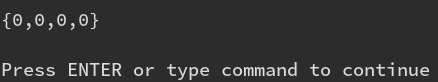 {0,0,0,0}
Press ENTER or type command to continue